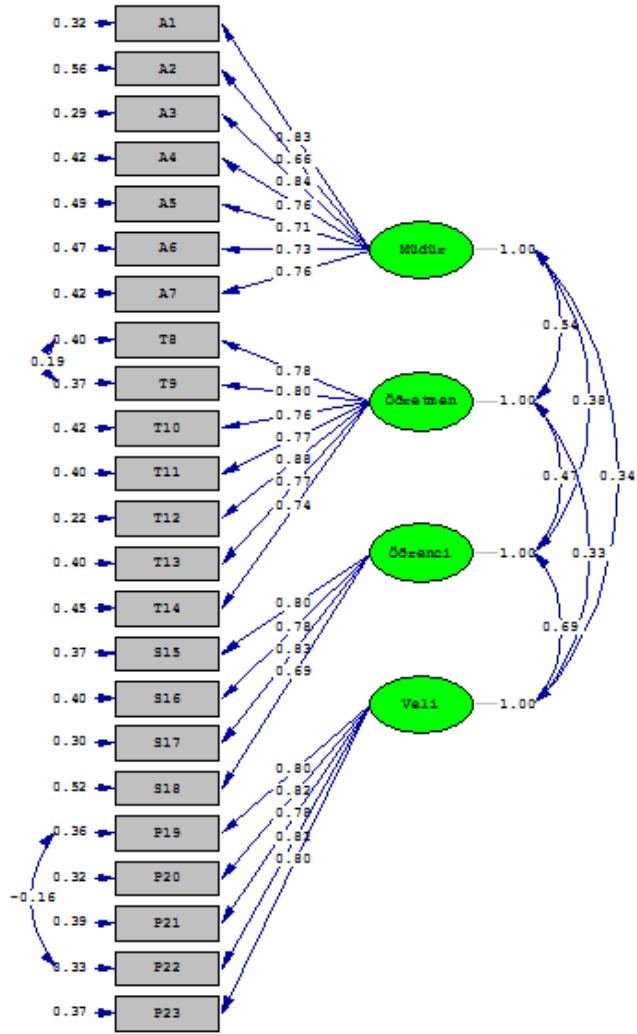 0.32 A1
0.56 A2
0.29 A3
0.42 A4
0.49 A5
0.47 A6
0.42 A7
0.40 T8
0.19
0.37 T9
0.42 T10
0.40 T11
0.22 T12
0.40 T13
0.45 T14
0.37 S15
0.40 S16
0.30 S17
0.52 S18
0.36 P19
0.32 P20
-0.16
0.39 P21
0.33 P22
0.37 P23
0.83
0.66
0.84
0.76
0.71
0.73
0.76
0.78
0.80
0.76
0.77
0.88
0.77
0.74
0.80
0.78
0.83
0.69
0.80
0.82
0.78
0.80
Müdür 1.00
Öğretmen 1.00
Öğrenci 1.00
Veli 1.00
0.54
0.38
0.47
0.34
0.33
0.69